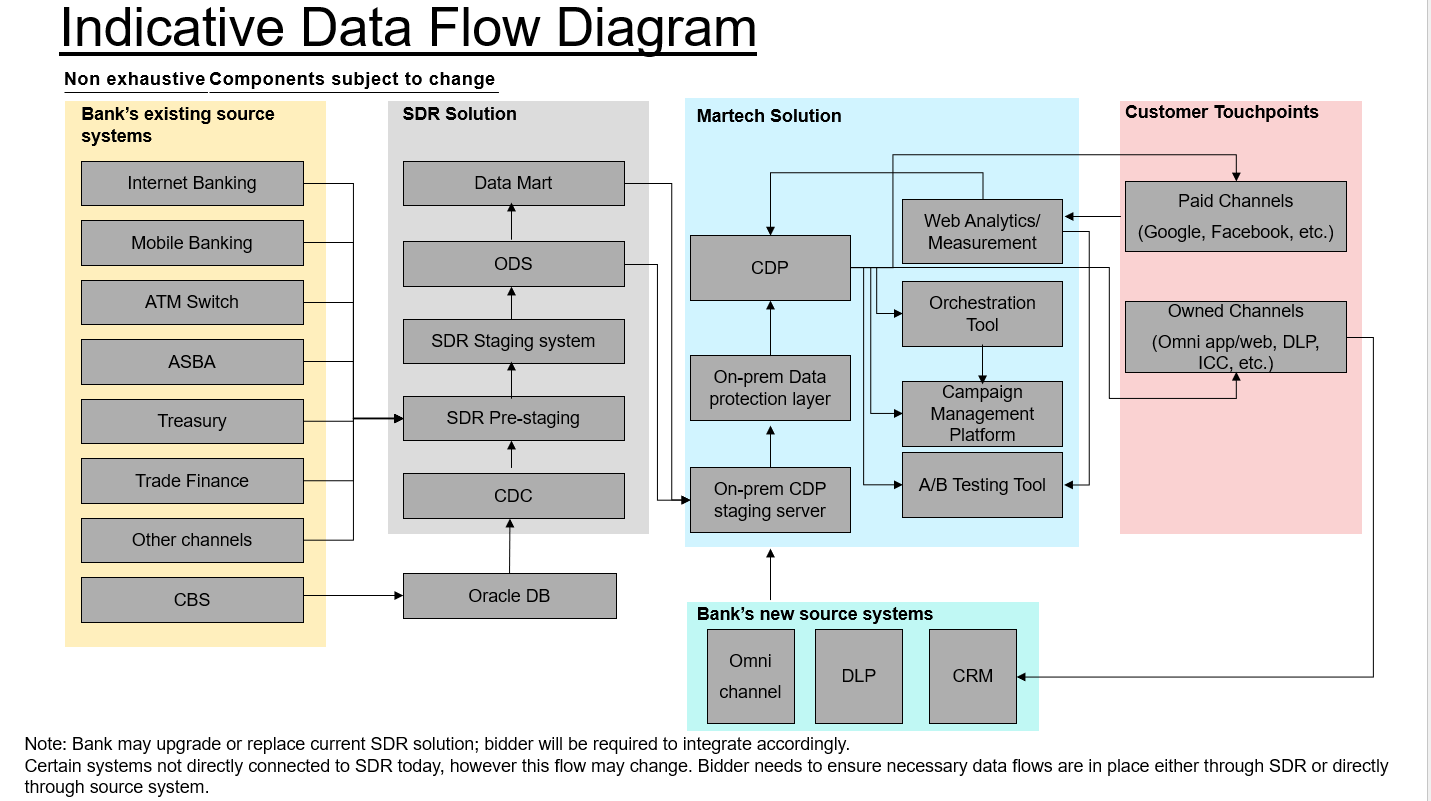 Indicative Data Flow Diagram
Non exhaustive Components subject to change
Bank's existing source
systems
Internet Banking
Mobile Banking
ATM Switch
ASBA
Treasury
Trade Finance
Other channels
CBS
SDR Solution
Data Mart
ODS
SDR Staging system
SDR Pre-staging
CDC
Oracle DB
Martech Solution
CDP
On-prem Data
protection layer
On-prem CDP
staging server
Web Analytics/
Measurement
Orchestration
Tool
Campaign
Management
Platform
A/B Testing Tool
Customer Touchpoints
Paid Channels
(Google, Facebook, etc.)
Owned Channels
(Omni app/web, DLP,
ICC, etc.)
Bank's new source systems
Omni
channel
DLP
CRM
Note: Bank may upgrade or replace current SDR solution; bidder will be required to integrate accordingly.
Certain systems not directly connected to SDR today, however this flow may change. Bidder needs to ensure necessary data flows are in place either through SDR or directly
through source system.